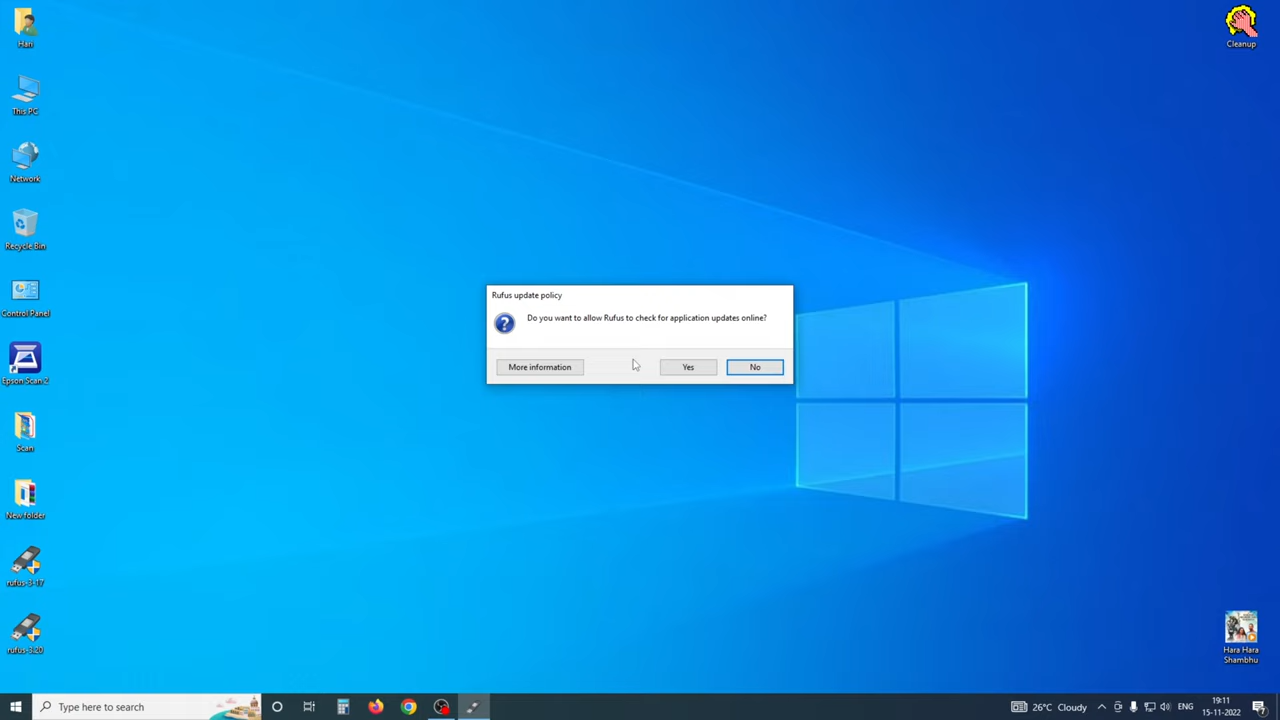 Han
This PC
Network
Recycle Bin
Control Panel
Epson Scan 2
Scan
New folder
rufus-3-17
rufus-3.20
Cleanup
Rufus update policy
Do you want to allow Rufus to check for application updates online?
More information
Yes
No
Hara Hara
Shambhu
Type here to search
26°C Cloudy
ENG
19:11
15-11-2022